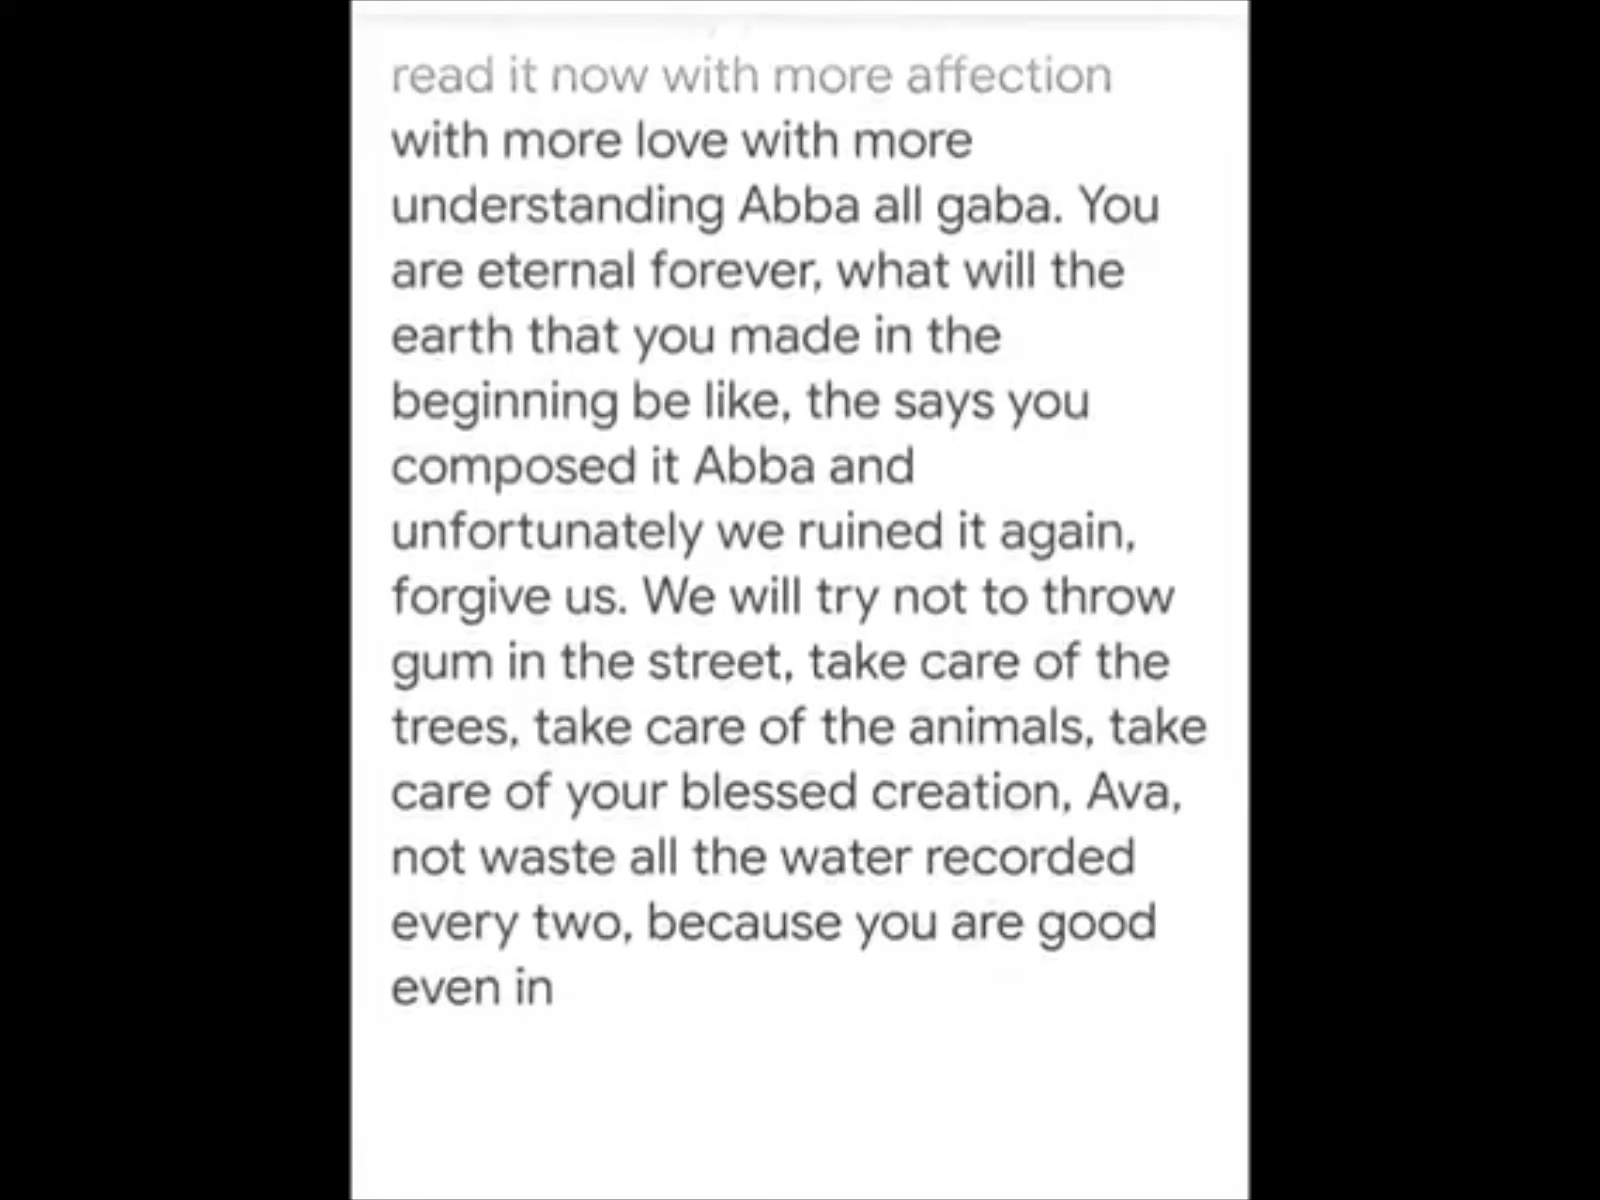 read it now with more affection
with more love with more
understanding Abba all gaba. You
are eternal forever, what will the
earth that you made in the
beginning be like, the says you
composed it Abba and
unfortunately we ruined it again,
forgive us. We will try not to throw
gum in the street, take care of the
trees, take care of the animals, take
care of your blessed creation, Ava,
not waste all the water recorded
every two, because you are good
even in